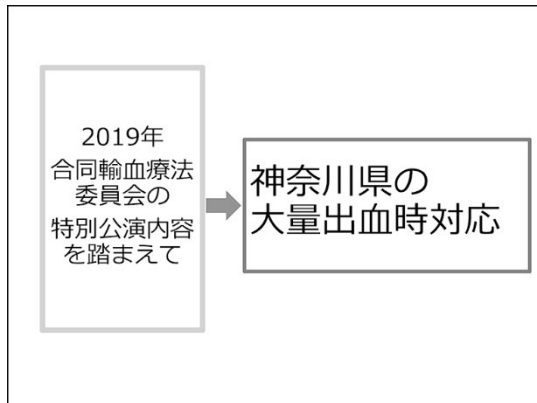 2019年
合同輸血療法
委員会の
特別公演内容
を踏まえて
神奈川県の
大量出血時対応